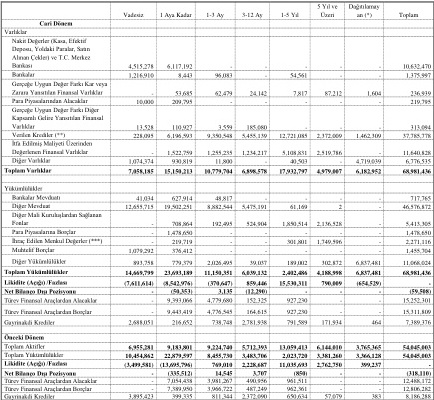 Vadesiz 1 Aya Kadar 1-3 Ay 3-12 Ay 1-5 Yıl 5 Yıl ve Üzeri Dağıtılamayan (*) Toplam
Cari Dönem
Varlıklar
Nakit Değerler (Kasa, Efektif
Deposu, Yoldaki Paralar, Satın
Alınan Çekler) ve T.C. Merkez
Bankası 4,515,278 6,117,192 - - - - - 10,632,470
Bankalar 1,216,910 8,443 96,083 - 54,561 - - 1,375,997
Gerçeğe Uygun Değer Farkı Kar veya
Zarara Yansıtılan Finansal Varlıklar - 53,685 62,479 24,142 7,817 87,212 1,604 236,939
Para Piyasalarından Alacaklar 10,000 209,795 - - - - - 219,795
Gerçeğe Uygun Değer Farkı Diğer
Kapsamlı Gelire Yansıtılan Finansal
Varlıklar 13,528 110,927 3,559 185,080 - - - 313,094
Verilen Krediler (**) 228,095 6,196,593 9,350,548 5,455,139 12,721,085 2,372,009 1,462,309 37,785,778
İtfa Edilmiş Maliyeti Üzerinden
Değerlenen Finansal Varlıklar - 1,522,759 1,255,235 1,234,217 5,108,831 2,519,786 - 11,640,828
Diğer Varlıklar 1,074,374 930,819 11,800 - 40,503 - 4,719,039 6,776,535
Toplam Varlıklar 7,058,185 15,150,213 10,779,704 6,898,578 17,932,797 4,979,007 6,182,952 68,981,436
Yükümlülükler
Bankalar Mevduatı 41,034 627,914 48,817 - - - - 717,765
Diğer Mevduat 12,655,715 19,502,251 8,882,544 5,475,191 61,169 2 - 46,576,872
Diğer Mali Kuruluşlardan Sağlanan
Fonlar - 708,864 192,495 524,904 1,850,514 2,136,528 - 5,413,305
Para Piyasalarına Borçlar - 1,478,650 - - - - - 1,478,650
İhraç Edilen Menkul Değerler (***) - 219,719 - - 301,801 1,749,596 - 2,271,116
Muhtelif Borçlar 1,079,292 376,412 - - - - - 1,455,704
Diğer Yükümlülükler 893,758 779,379 2,026,495 39,037 189,002 302,872 6,837,481 11,068,024
Toplam Yükümlülükler 14,669,799 23,693,189 11,150,351 6,039,132 2,402,486 4,188,998 6,837,481 68,981,436
Likidite (Açığı) /Fazlası (7,611,614) (8,542,976) (370,647) 859,446 15,530,311 790,009 (654,529) -
Net Bilanço Dışı Pozisyonu - (50,353) 3,135 (12,290) - - - (59,508)
Türev Finansal Araçlardan Alacaklar - 9,393,066 4,779,680 152,325 927,230 - - 15,252,301
Türev Finansal Araçlardan Borçlar - 9,443,419 4,776,545 164,615 927,230 - - 15,311,809
Gayrinakdi Krediler 2,688,051 216,652 738,748 2,781,938 791,589 171,934 464 7,389,376
Önceki Dönem
Toplam Aktifler 6,955,281 9,183,801 9,224,740 5,712,393 13,059,413 6,144,010 3,765,365 54,045,003
Toplam Yükümlülükler 10,454,862 22,879,597 8,455,730 3,483,706 2,023,720 3,381,260 3,366,128 54,045,003
Likidite (Açığı) /Fazlası (3,499,581) (13,695,796) 769,010 2,228,687 11,035,693 2,762,750 399,237 -
Net Bilanço Dışı Pozisyon - (335,512) 14,545 3,707 (850) - - (318,110)
Türev Finansal Araçlardan Alacaklar - 7,054,438 3,981,267 490,956 961,511 - - 12,488,172
Türev Finansal Araçlardan Borçlar - 7,389,950 3,966,722 487,249 962,361 - - 12,806,282
Gayrinakdi Krediler 3,895,423 399,335 811,344 2,372,090 650,634 57,079 383 8,186,288